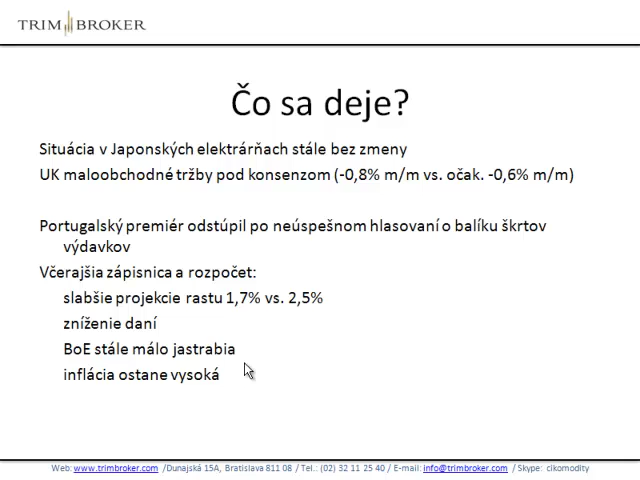 TRIM BROKER
Čo sa deje?
Situácia v Japonských elektrárňach stále bez zmeny
UK maloobchodné tržby pod konsenzom (-0,8% m/m vs. očak. -0,6% m/m)
Portugalský premiér odstúpil po neúspešnom hlasovaní o balíku škrtov
výdavkov
Včerajšia zápisnica a rozpočet:
slabšie projekcie rastu 1,7% vs. 2,5%
zníženie daní
BoE stále málo jastrabia
inflácia ostane vysoká
Web: www.trimbroker.com /Dunajská 15A, Bratislava 811 08 / Tel.: (02) 32 11 25 40 / E-mail: info@trimbroker.com / Skype: cikomodity